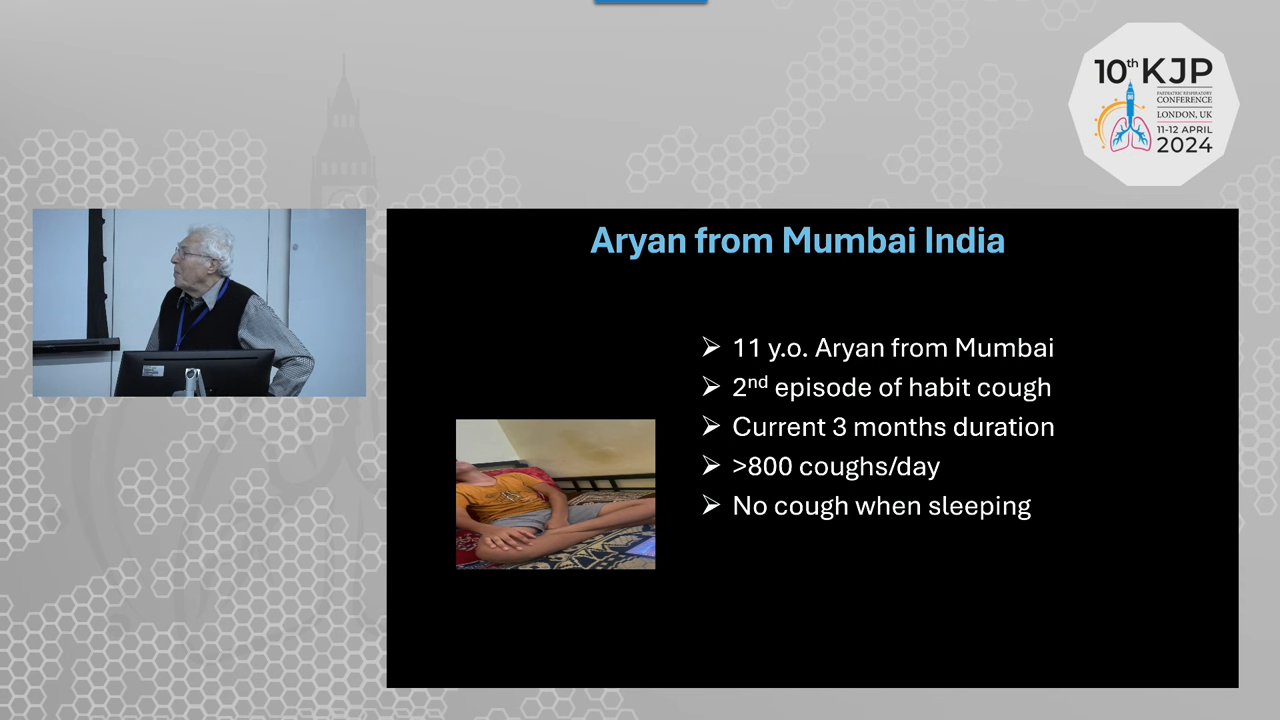 10th KJP
PAEDIATRIC RESPIRATORY
CONFERENCE
LONDON, UK
11-12 APRIL
2024
Aryan from Mumbai India
➢ 11 y.o. Aryan from Mumbai
➢ 2nd episode of habit cough
➢ Current 3 months duration
➢ >800 coughs/day
➢ No cough when sleeping